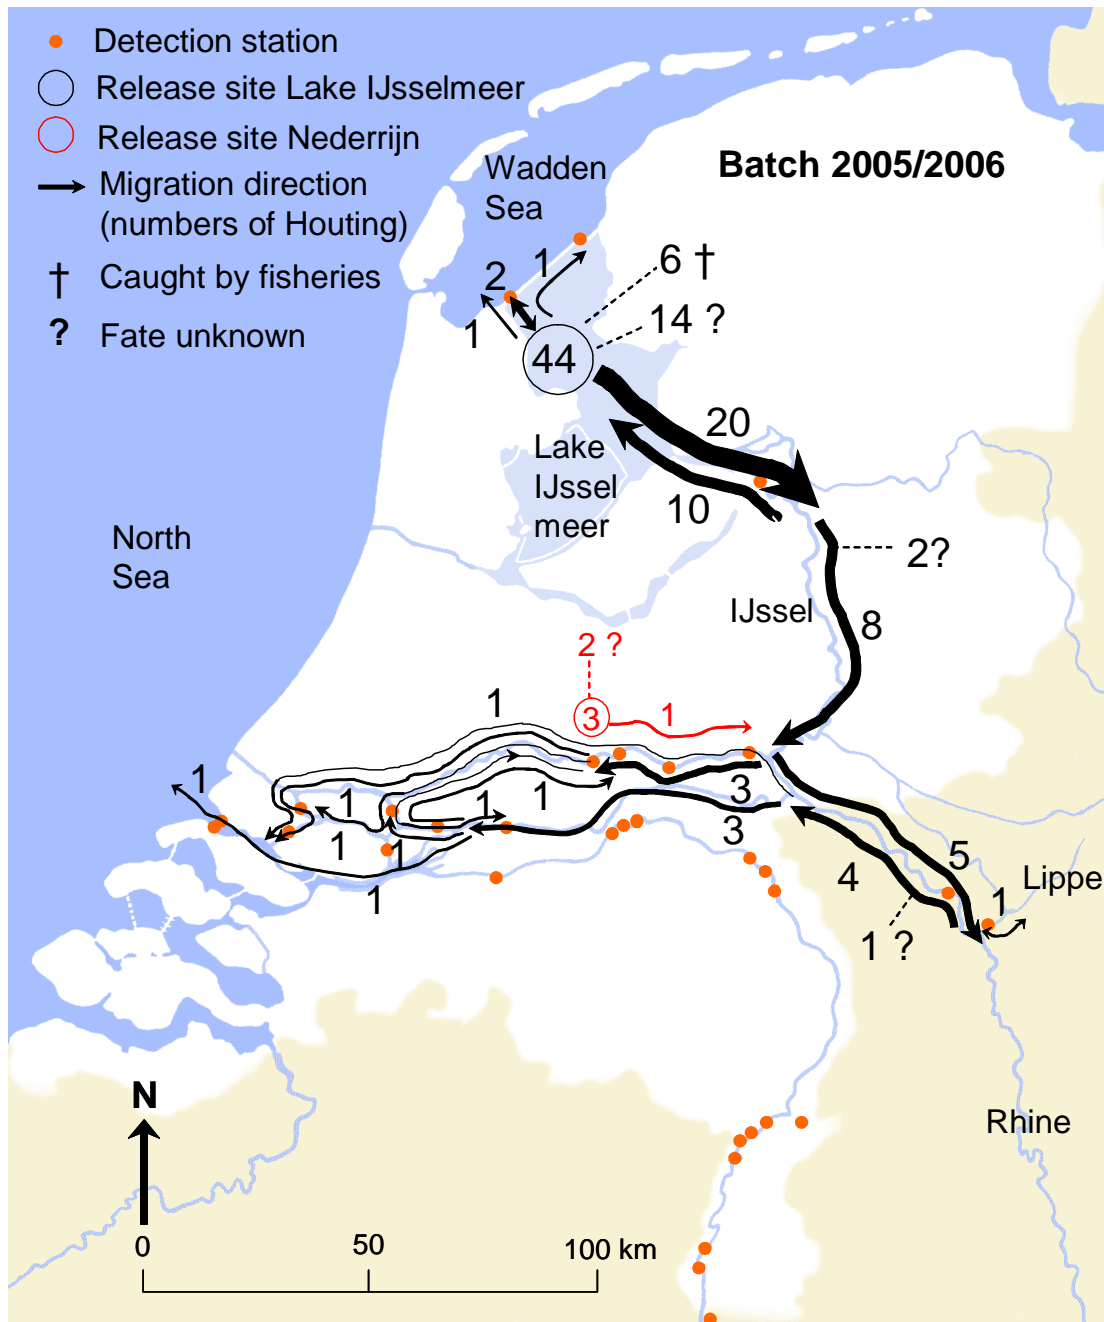 Detection station
Release site Lake IJsselmeer
Release site Nederrijn
Migration direction
(numbers of Houting)
† Caught by fisheries
? Fate unknown
Batch 2005/2006
Wadden
Sea
6 †
1
2
14 ?
1
44
20
Lake
IJssel
meer
10
North
Sea
2?
IJssel
8
2 ?
1
3
1
1
3
1
1
1
1
1
3
1
4
5
Lippe
1
1 ?
N
Rhine
0
50
100 km